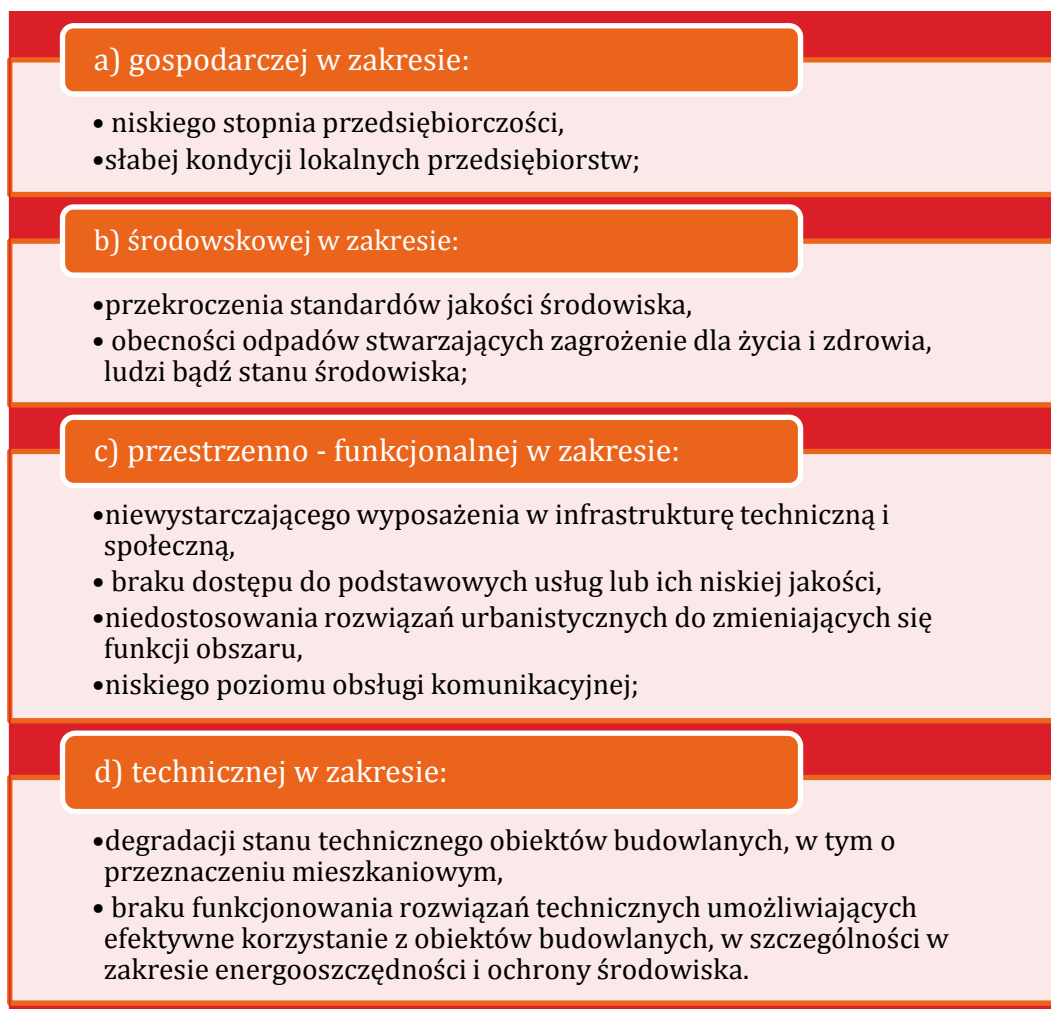 a) gospodarczej w zakresie:
• niskiego stopnia przedsiębiorczości,
•słabej kondycji lokalnych przedsiębiorstw;
b) środowskowej w zakresie:
•przekroczenia standardów jakości środowiska,
• obecności odpadów stwarzających zagrożenie dla życia i zdrowia,
ludzi bądź stanu środowiska;
c) przestrzenno - funkcjonalnej w zakresie:
•niewystarczającego wyposażenia w infrastrukturę techniczną i
społeczną,
• braku dostępu do podstawowych usług lub ich niskiej jakości,
•niedostosowania rozwiązań urbanistycznych do zmieniających się
funkcji obszaru,
•niskiego poziomu obsługi komunikacyjnej;
d) technicznej w zakresie:
•degradacji stanu technicznego obiektów budowlanych, w tym o
przeznaczeniu mieszkaniowym,
• braku funkcjonowania rozwiązań technicznych umożliwiających
efektywne korzystanie z obiektów budowlanych, w szczególności w
zakresie energooszczędności i ochrony środowiska.